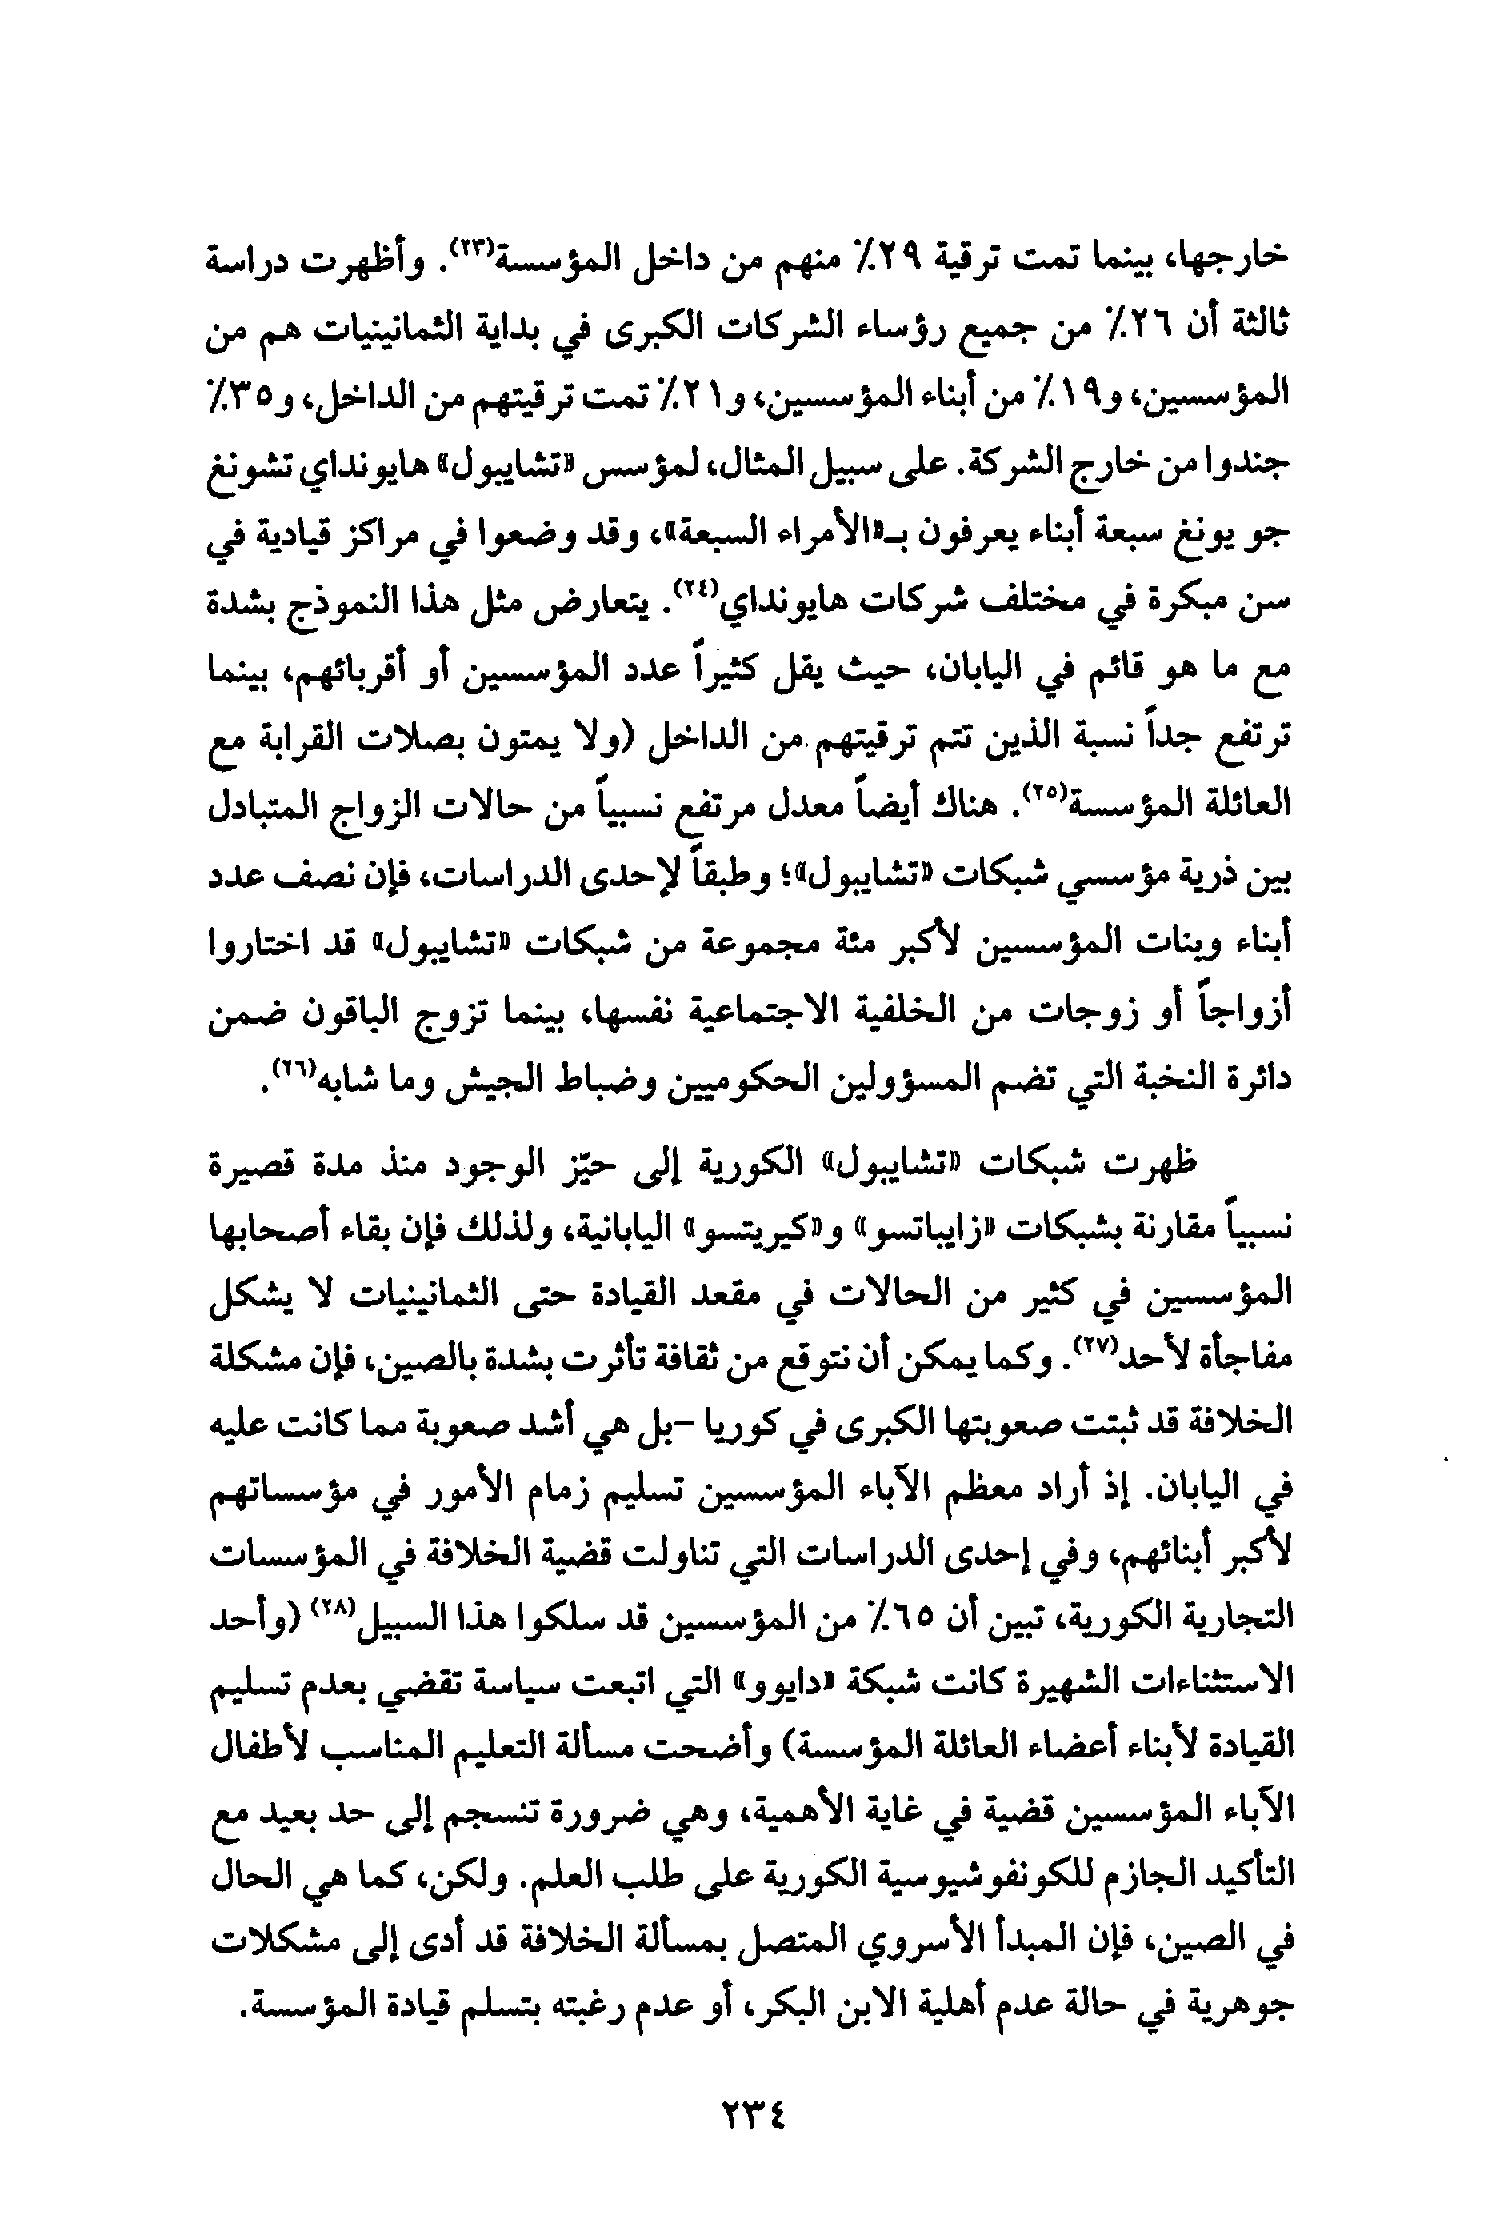 خارجها، بينما تمت ترقية ٢٩٪ منهم من داخل المؤسسة(٢٣). وأظهرت دراسة
ثالثة أن ٢٦٪ من جميع رؤساء الشركات الكبرى في بداية الثمانينيات هم من
المؤسسين، و١٩٪ من أبناء المؤسسين، و٢١٪ تمت ترقيتهم من الداخل، و٣٥٪
جندوا من خارج الشركة. على سبيل المثال، لمؤسس «تشايبول» هايونداي تشونغ
جو يونغ سبعة أبناء يعرفون بـ«الأمراء السبعة»، وقد وضعوا في مراكز قيادية في
سن مبكرة في مختلف شركات هايونداي(٢٤). يتعارض مثل هذا النموذج بشدة
مع ما هو قائم في اليابان، حيث يقل كثيراً عدد المؤسسين أو أقربائهم، بينما
ترتفع جداً نسبة الذين تتم ترقيتهم من الداخل (ولا يمتون بصلات القرابة مع
العائلة المؤسسة(٢٥). هناك أيضاً معدل مرتفع نسبياً من حالات الزواج المتبادل
بين ذرية مؤسسي شبكات «تشايبول»؛ وطبقاً لإحدى الدراسات، فإن نصف عدد
أبناء وبنات المؤسسين لأكبر مئة مجموعة من شبكات «تشايبول» قد اختاروا
أزواجاً أو زوجات من الخلفية الاجتماعية نفسها، بينما تزوج الباقون ضمن
دائرة النخبة التي تضم المسؤولين الحكوميين وضباط الجيش وما شابه(٢٦).
ظهرت شبكات «تشايبول» الكورية إلى حيّز الوجود منذ مدة قصيرة
نسبياً مقارنة بشبكات «زايباتسو» و«كيريتسو» اليابانية، ولذلك فإن بقاء أصحابها
المؤسسين في كثير من الحالات في مقعد القيادة حتى الثمانينيات لا يشكل
مفاجأة لأحد(٢٧). وكما يمكن أن نتوقع من ثقافة تأثرت بشدة بالصين، فإن مشكلة
الخلافة قد ثبتت صعوبتها الكبرى في كوريا -بل هي أشد صعوبة مما كانت عليه
في اليابان. إذ أراد معظم الآباء المؤسسين تسليم زمام الأمور في مؤسساتهم
لأكبر أبنائهم، وفي إحدى الدراسات التي تناولت قضية الخلافة في المؤسسات
التجارية الكورية، تبين أن ٦٥٪ من المؤسسين قد سلكوا هذا السبيل(٢٨) (وأحد
الاستثناءات الشهيرة كانت شبكة «دايوو» التي اتبعت سياسة تقضي بعدم تسليم
القيادة لأبناء أعضاء العائلة المؤسسة) وأضحت مسألة التعليم المناسب لأطفال
الآباء المؤسسين قضية في غاية الأهمية، وهي ضرورة تنسجم إلى حد بعيد مع
التأكيد الجازم للكونفوشيوسية الكورية على طلب العلم. ولكن، كما هي الحال
في الصين، فإن المبدأ الأسروي المتصل بمسألة الخلافة قد أدى إلى مشكلات
جوهرية في حالة عدم أهلية الابن البكر، أو عدم رغبته بتسلم قيادة المؤسسة.
٢٣٤